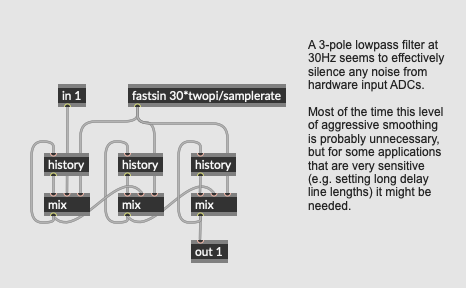 A 3-pole lowpass filter at
30Hz seems to effectively
silence any noise from
hardware input ADCs.
Most of the time this level
of aggressive smoothing
is probably unnecessary,
but for some applications
that are very sensitive
(e.g. setting long delay
line lengths) it might be
needed.
in 1
fastsin 30*twopi/samplerate
history
history
history
mix
mix
mix
out 1